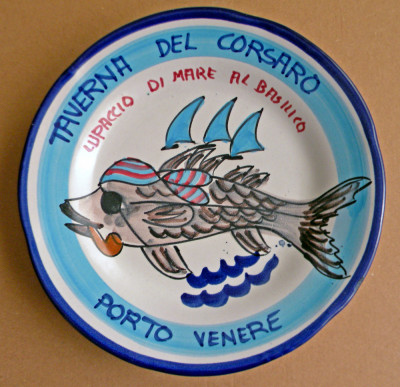 TAVERNA DEL CORSARO
LUPACCIO DI MARE AL BASILICO
PORTO VENERE